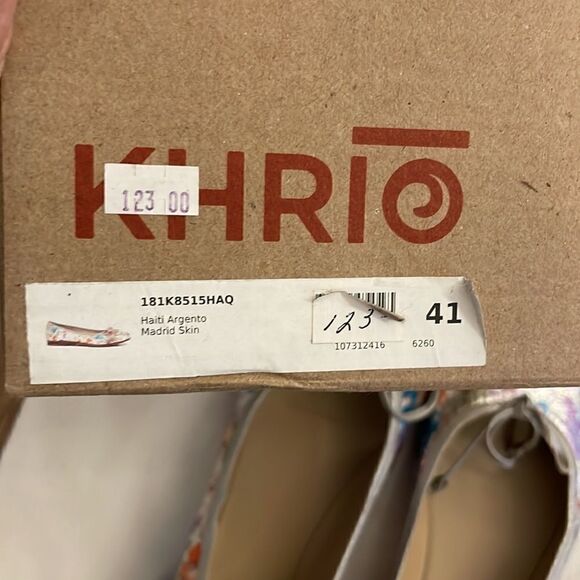 KHRIO
123 00
181K8515HAQ
Haiti Argento
Madrid Skin
123-
41
107312416 6260